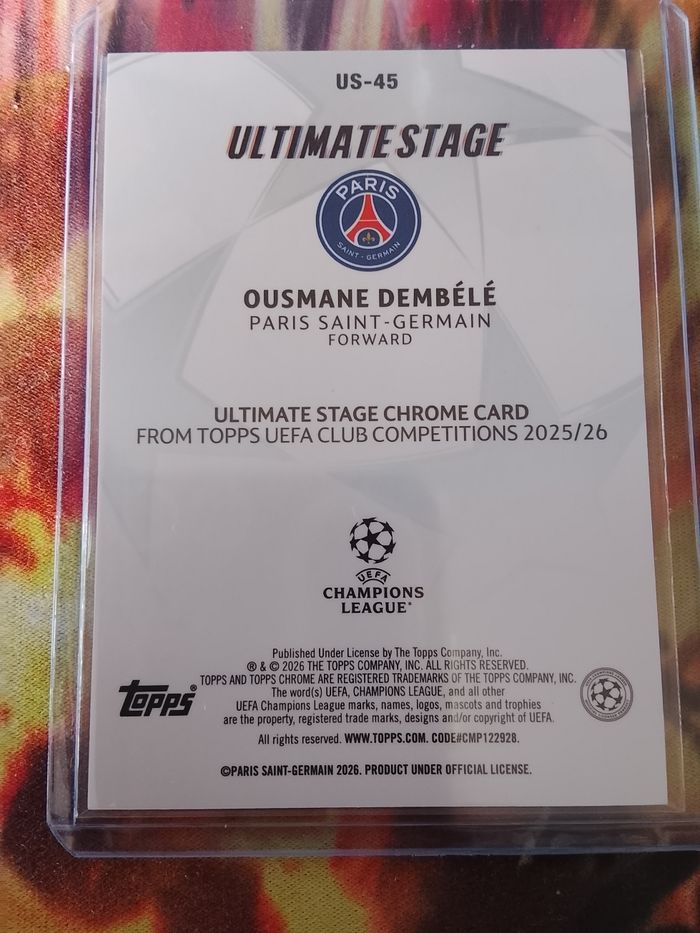 US-45
ULTIMATE STAGE
PARIS
SAINT-GERMAIN
OUSMANE DEMBÉLÉ
PARIS SAINT-GERMAIN
FORWARD
ULTIMATE STAGE CHROME CARD
FROM TOPPS UEFA CLUB COMPETITIONS 2025/26
UEFA
CHAMPIONS
LEAGUE®
Published Under License by The Topps Company, Inc.
® & © 2026 THE TOPPS COMPANY, INC. ALL RIGHTS RESERVED.
TOPPS AND TOPPS CHROME ARE REGISTERED TRADEMARKS OF THE TOPPS COMPANY, INC.
The word(s) UEFA, CHAMPIONS LEAGUE, and all other
UEFA Champions League marks, names, logos, mascots and trophies
are the property, registered trade marks, designs and/or copyright of UEFA.
All rights reserved. WWW.TOPPS.COM. CODE#CMP122928.
©PARIS SAINT-GERMAIN 2026. PRODUCT UNDER OFFICIAL LICENSE.
TOPPS®